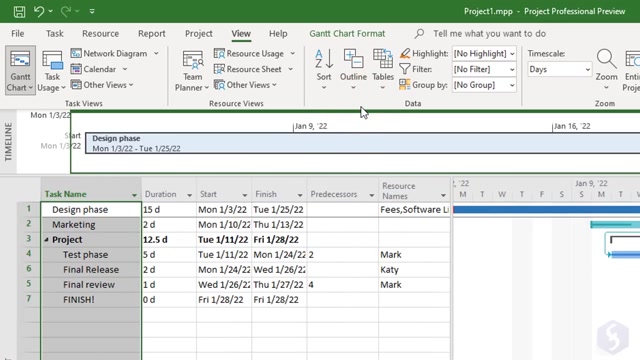 Project1.mpp - Project Professional Preview
File Task Resource Report Project View Help Gantt Chart Format
Network Diagram
Calendar
Other Views
Gantt Chart
Task Usage
Task Views
Team Planner
Resource Usage
Resource Sheet
Other Views
Resource Views
Sort
Outline
Tables
Highlight: [No Highlight]
Filter: [No Filter]
Group by: [No Group]
Data
Timescale:
Days
Zoom
Entire Project
Zoom
TIMELINE
Mon 1/3/22
Start
Mon 1/3/22
Jan 9, '22
Jan 16, '22
Design phase
Mon 1/3/22 - Tue 1/25/22
Task Name Duration Start Finish Predecessors Resource Names
2, '22 Jan 9, '22
M T W T F S S M T W
1 Design phase 15 d Mon 1/3/22 Tue 1/25/22 Fees,Software Li
2 Marketing 2 d Mon 1/10/22 Thu 1/13/22
3 Project 12.5 d Tue 1/11/22 Fri 1/28/22
4 Test phase 5 d Tue 1/11/22 Mon 1/24/22 2 Mark
5 Final Release 2 d Mon 1/24/22 Wed 1/26/22 Katy
6 Final review 1 d Wed 1/26/22 Thu 1/27/22 4 Mark
7 FINISH! 0 d Fri 1/28/22 Fri 1/28/22